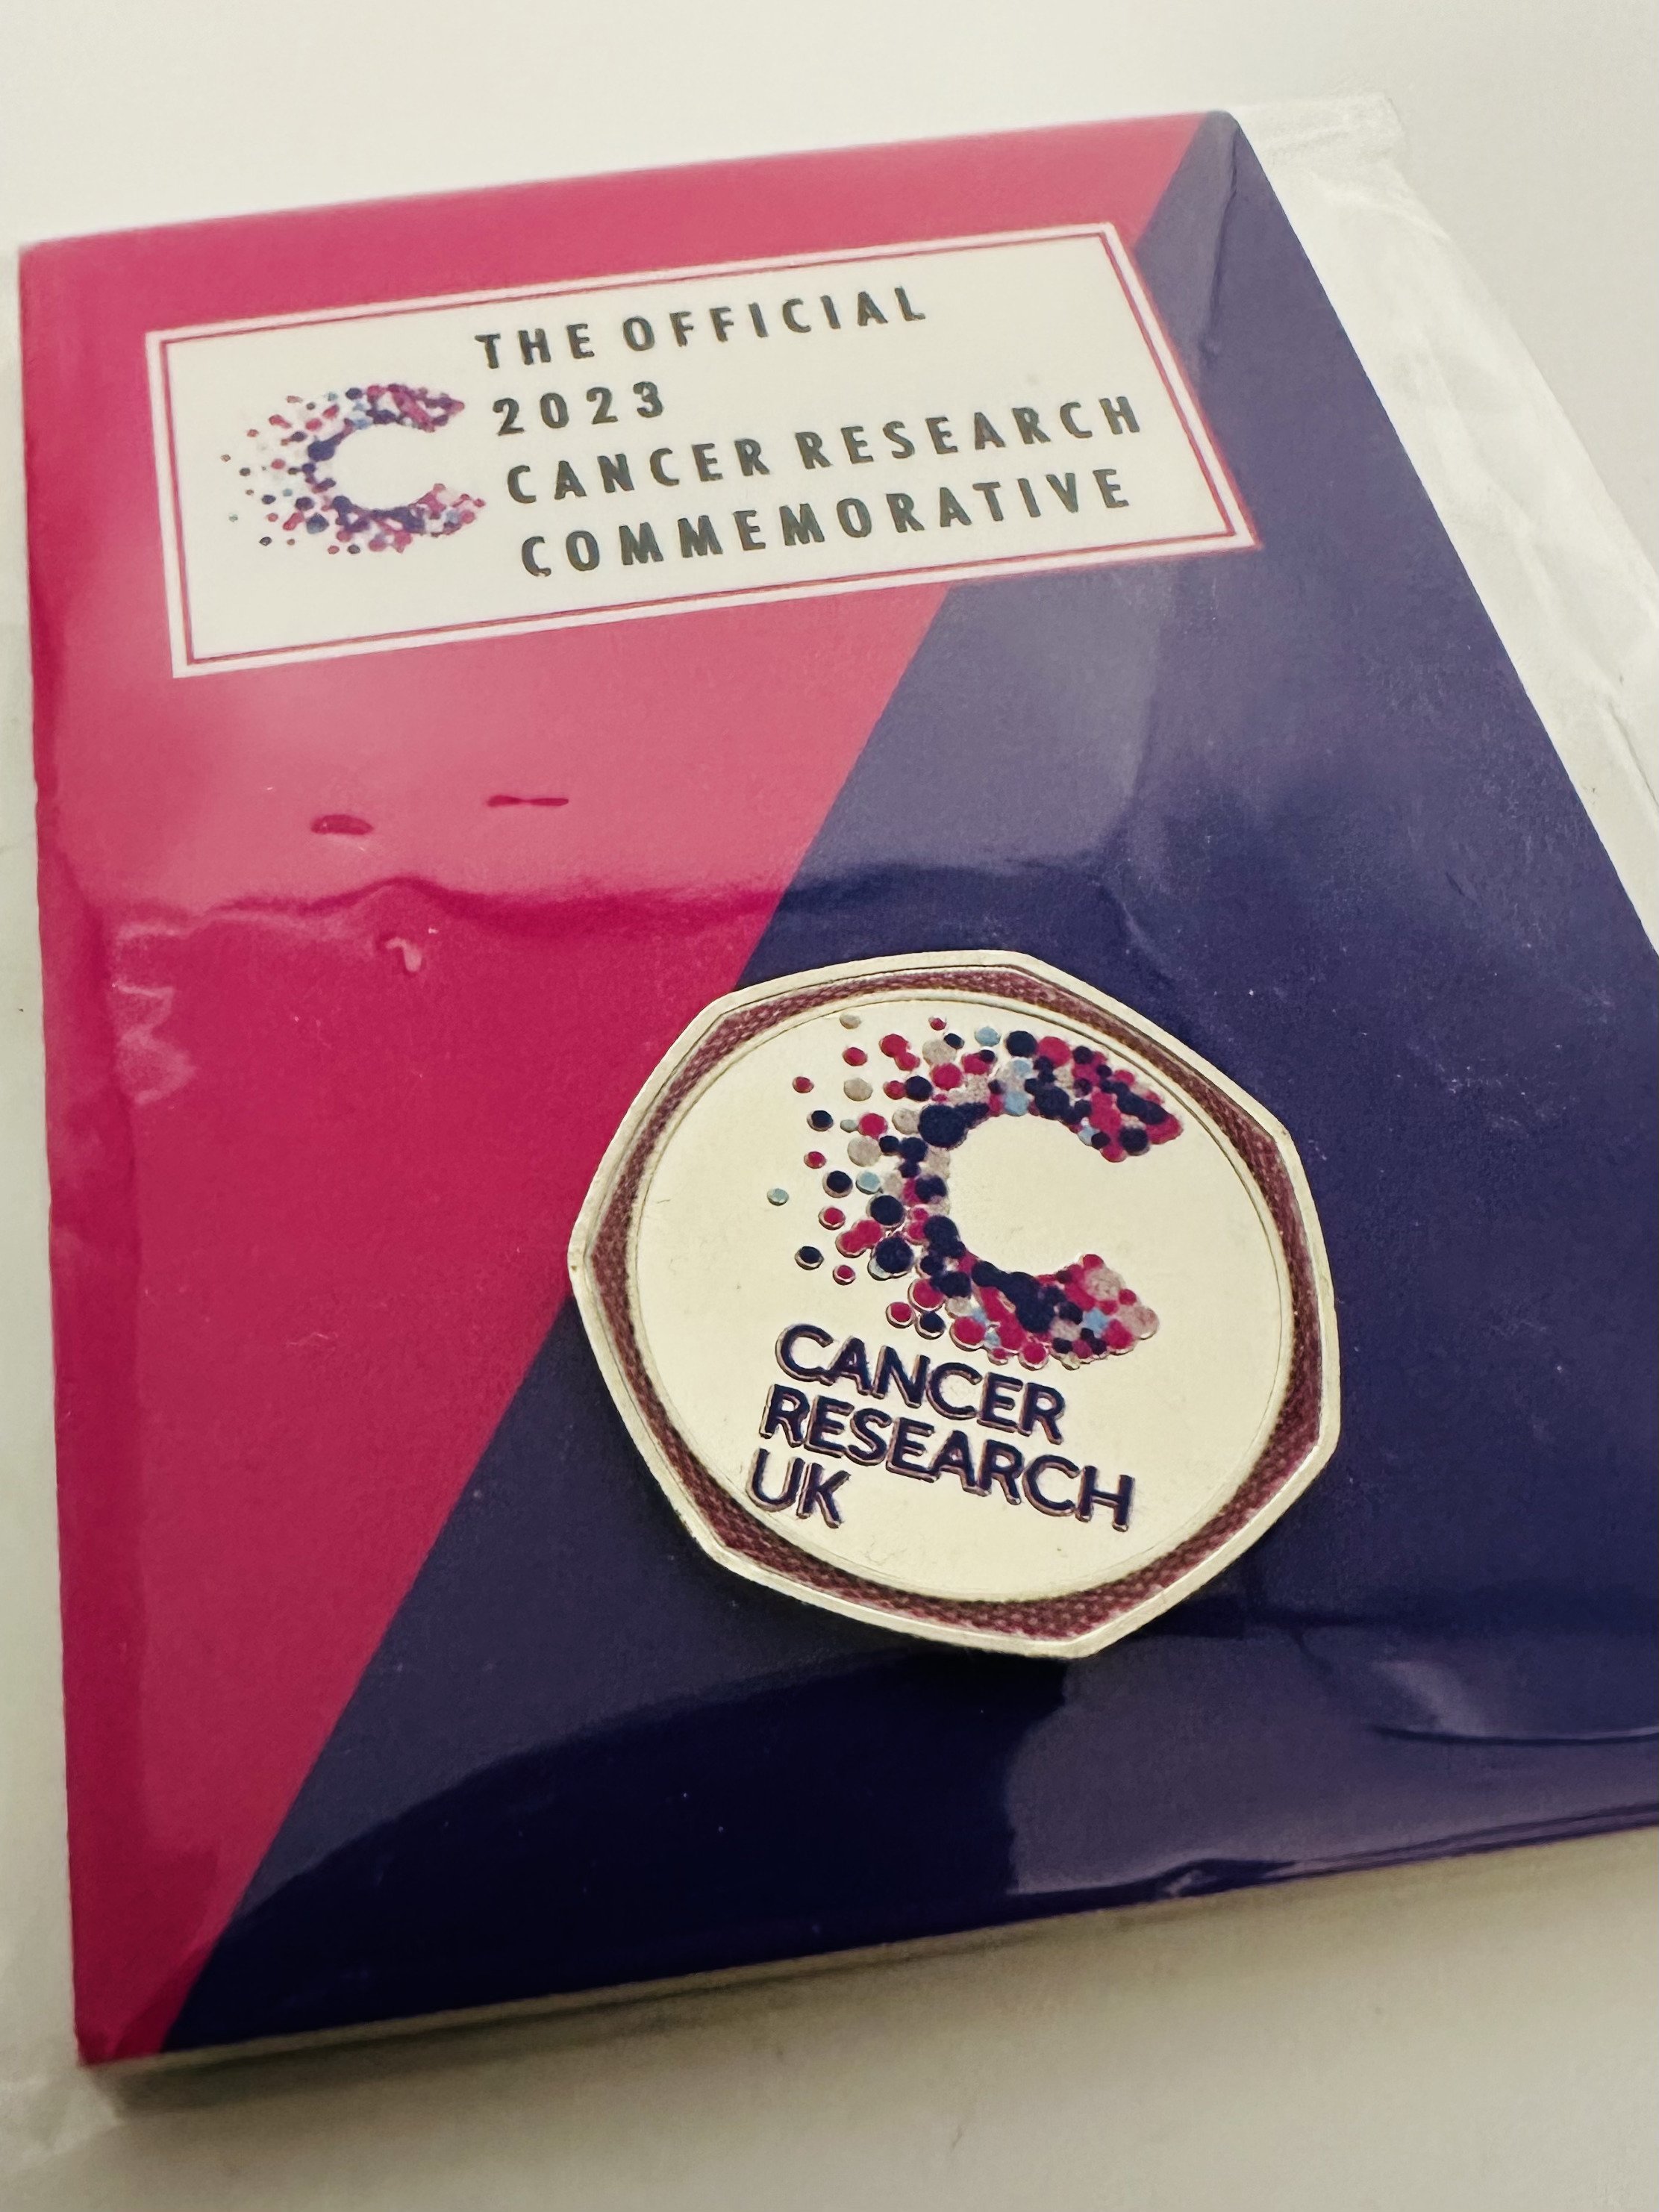 THE OFFICIAL
2023
CANCER RESEARCH
COMMEMORATIVE
CANCER
RESEARCH
UK